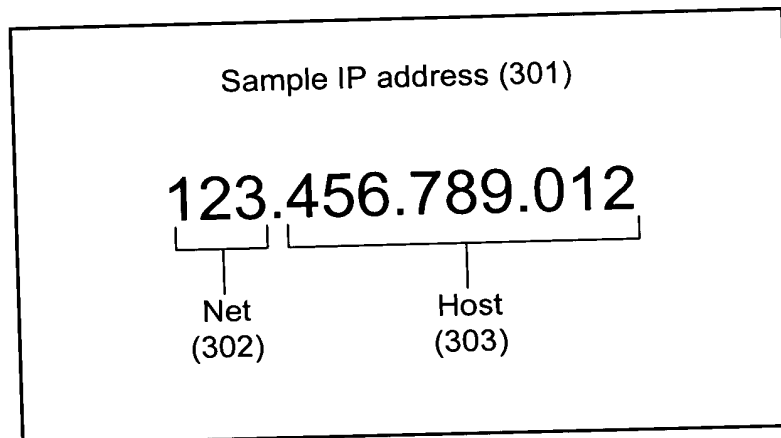 Sample IP address (301)
123.456.789.012
Net
(302)
Host
(303)